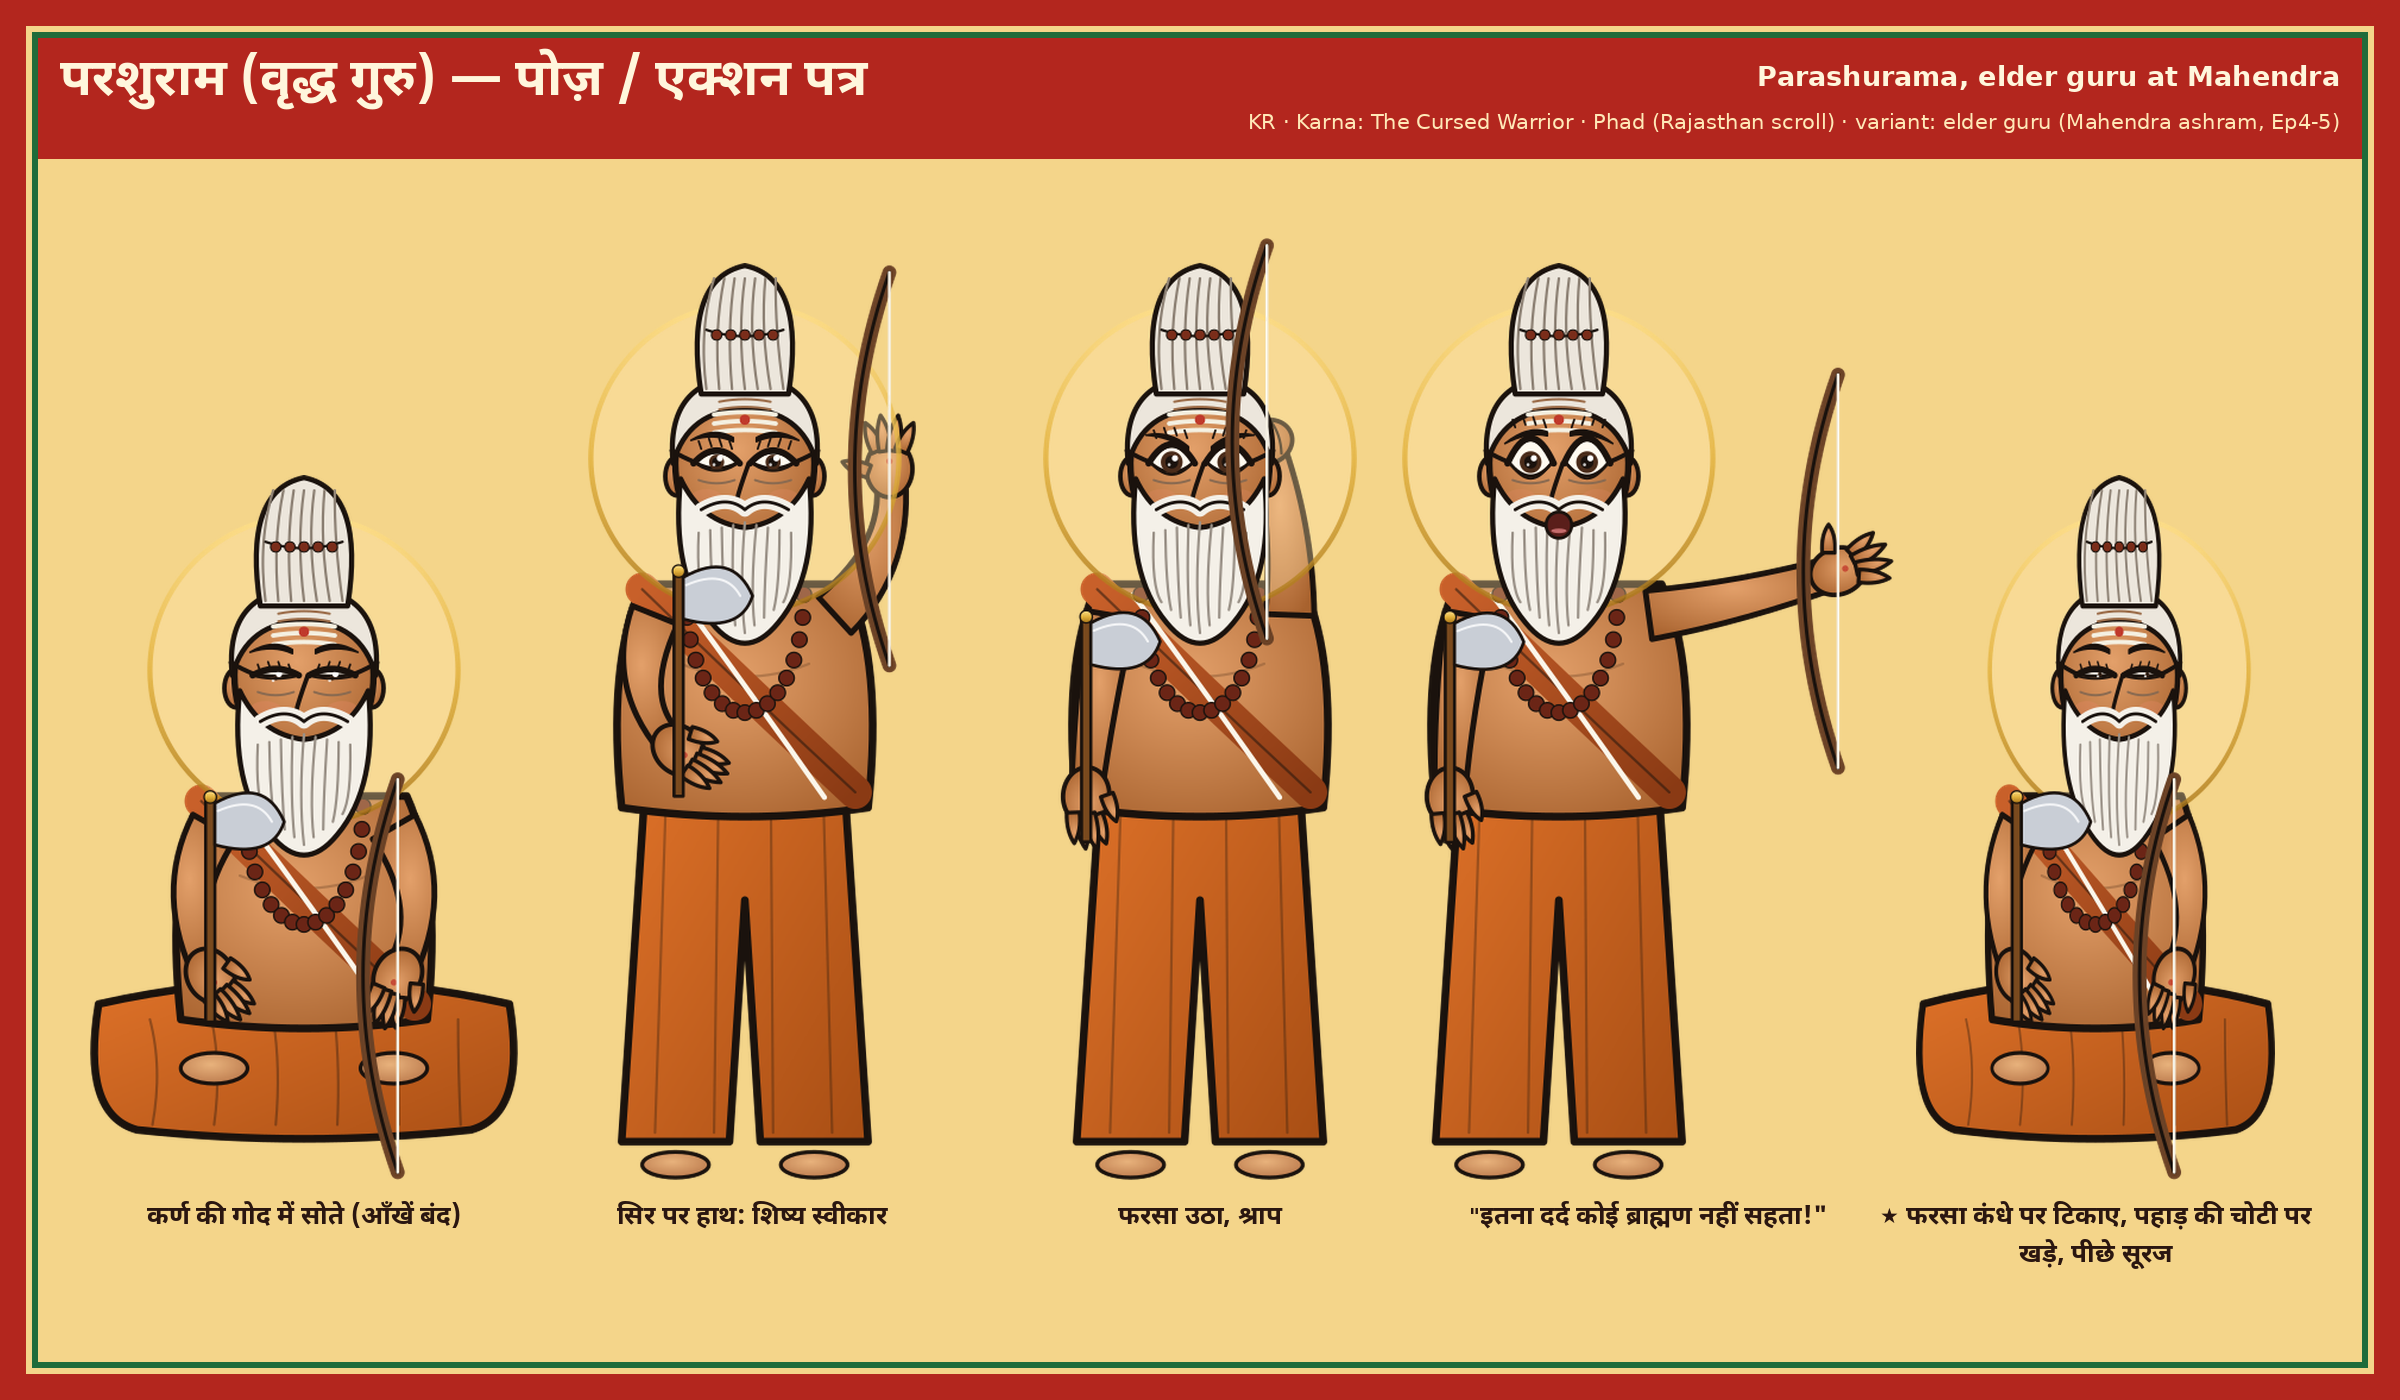 परशुराम (वृद्ध गुरु) — पोज़ / एक्शन पत्र
Parashurama, elder guru at Mahendra
KR · Karna: The Cursed Warrior · Phad (Rajasthan scroll) · variant: elder guru (Mahendra ashram, Ep4-5)
कर्ण की गोद में सोते (आँखें बंद)
सिर पर हाथ: शिष्य स्वीकार
फरसा उठा, श्राप
"इतना दर्द कोई ब्राह्मण नहीं सहता!"
★ फरसा कंधे पर टिकाए, पहाड़ की चोटी पर
खड़े, पीछे सूरज